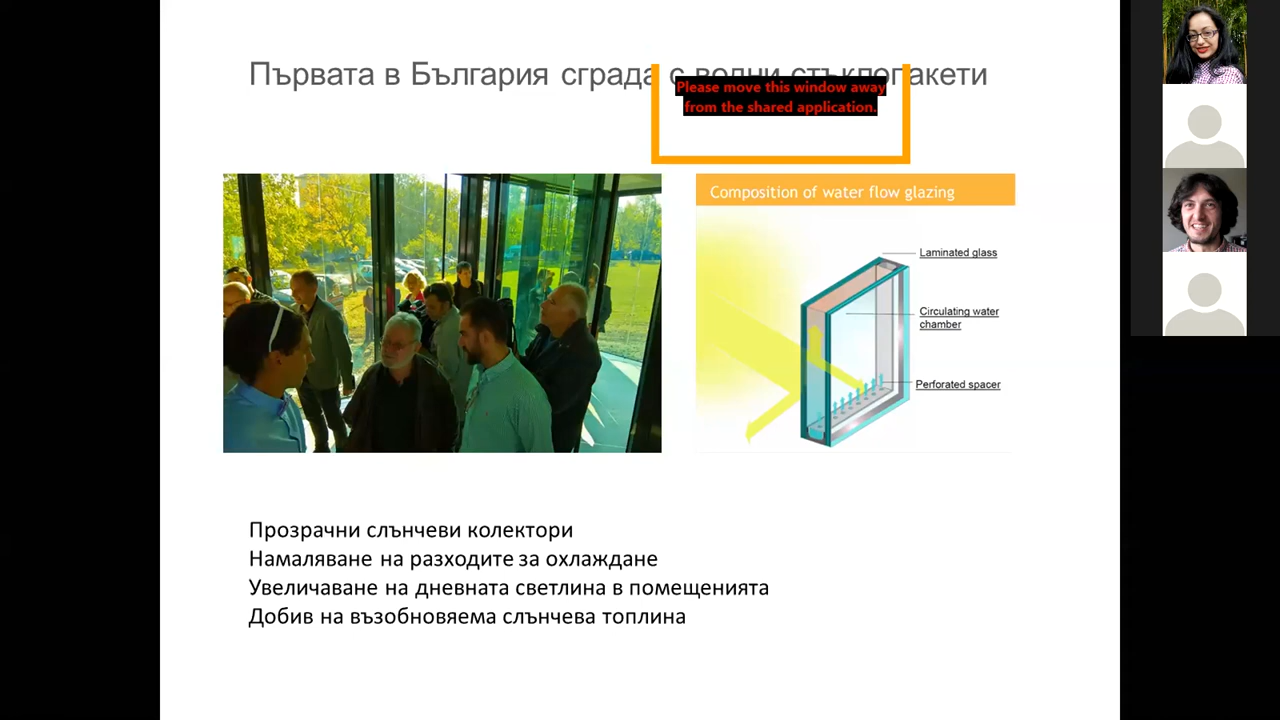 Първата в България сграда с водни стъклопакети
Please move this window away
from the shared application.
Composition of water flow glazing
Laminated glass
Circulating water
chamber
Perforated spacer
Прозрачни слънчеви колектори
Намаляване на разходите за охлаждане
Увеличаване на дневната светлина в помещенията
Добив на възобновяема слънчева топлина